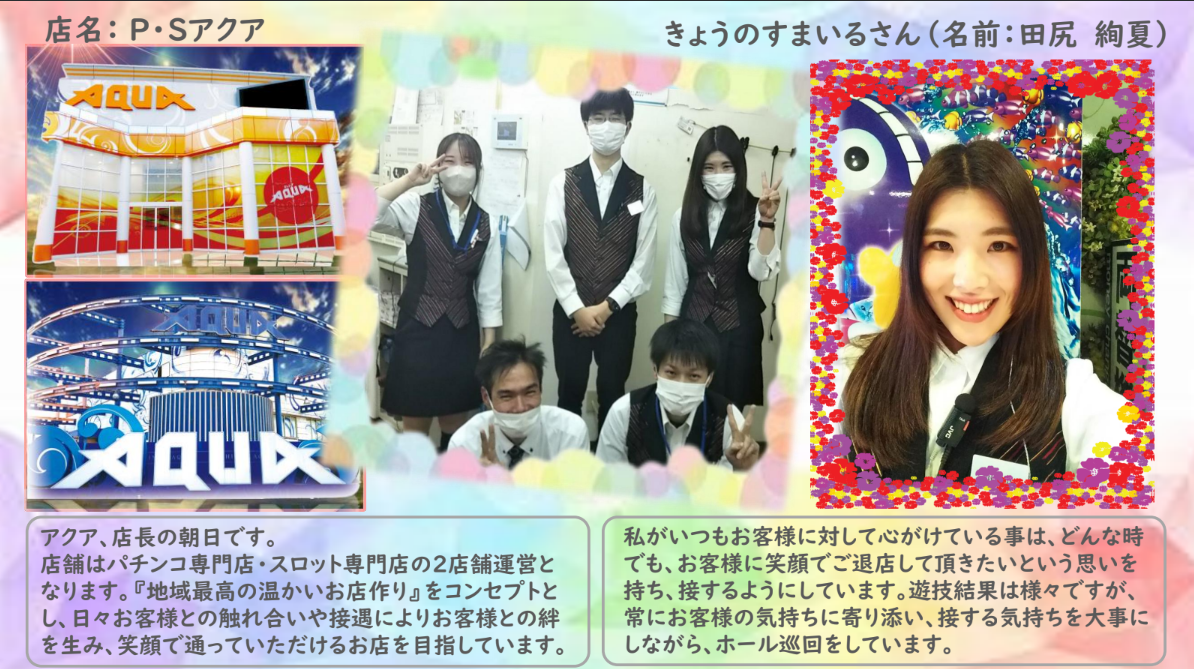 店名：P・Sアクア
きょうのすまいるさん（名前：田尻 絢夏）
AQUA
AQUA
AQUA
AQUA
JVC
アクア、店長の朝日です。
店舗はパチンコ専門店・スロット専門店の２店舗運営と
なります。『地域最高の温かいお店作り』をコンセプトと
し、日々お客様との触れ合いや接遇によりお客様との絆
を生み、笑顔で通っていただけるお店を目指しています。
私がいつもお客様に対して心がけている事は、どんな時
でも、お客様に笑顔でご退店して頂きたいという思いを
持ち、接するようにしています。遊技結果は様々ですが、
常にお客様の気持ちに寄り添い、接する気持ちを大事に
しながら、ホール巡回をしています。